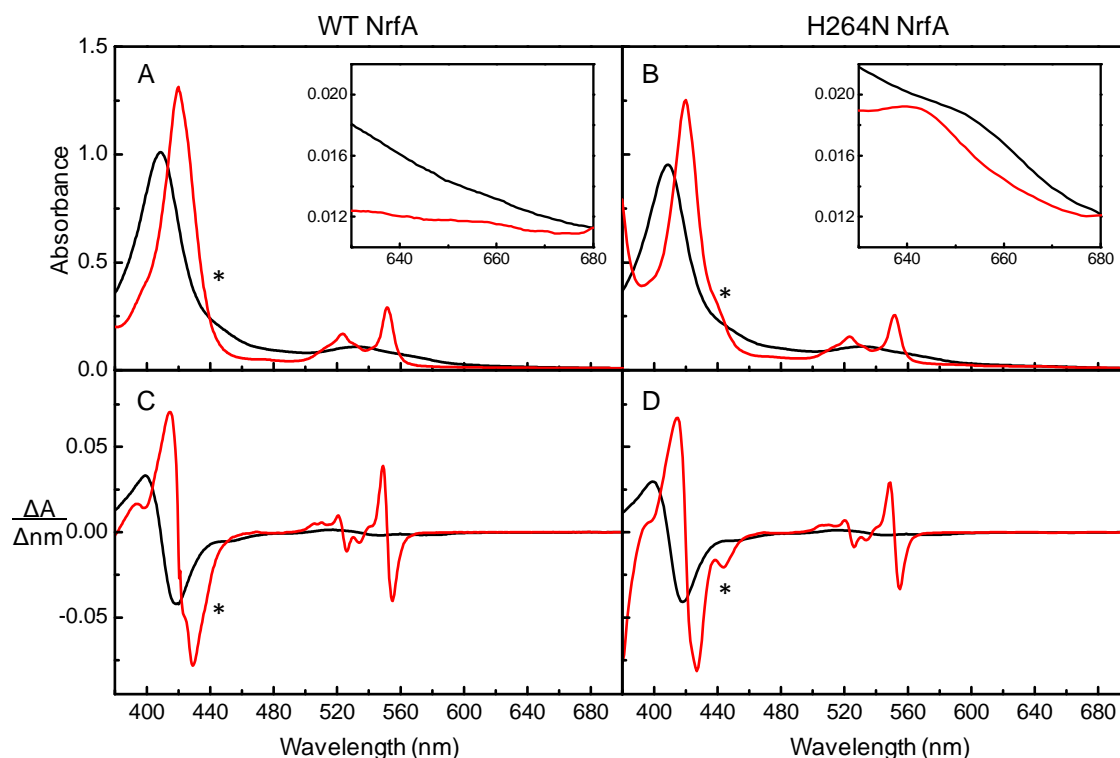 WT NrfA
H264N NrfA
A
B
C
D
Absorbance
1.5
1.0
0.5
0.0
0.020
0.016
0.012
640 660 680
0.020
0.016
0.012
640 660 680
*
*
*
*
ΔA
Δnm
0.05
0.00
-0.05
400 440 480 520 560 600 640 680
400 440 480 520 560 600 640 680
Wavelength (nm)
Wavelength (nm)